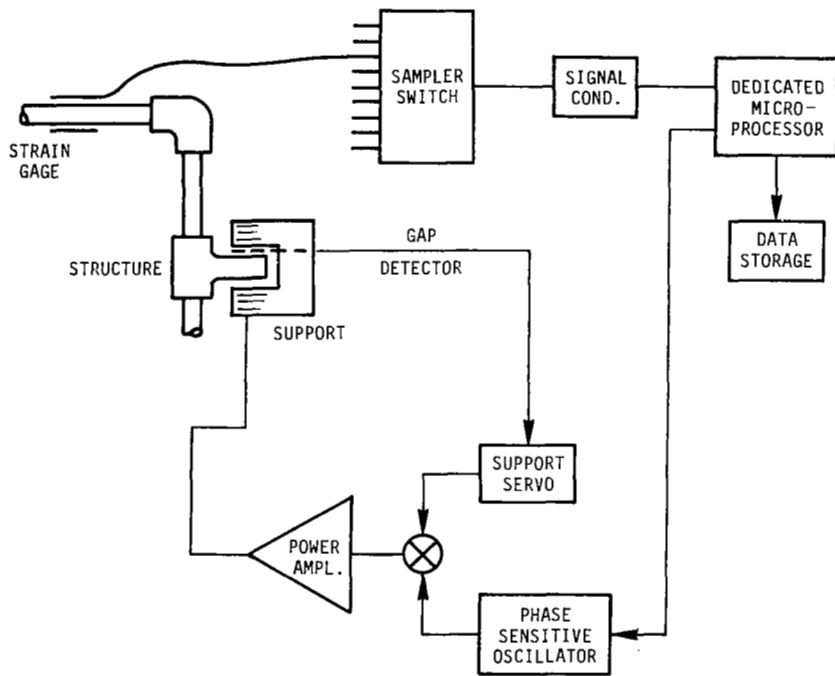 SAMPLER
SWITCH
SIGNAL
COND.
DEDICATED
MICRO-
PROCESSOR
STRAIN
GAGE
DATA
STORAGE
GAP
DETECTOR
STRUCTURE
SUPPORT
SUPPORT
SERVO
POWER
AMPL.
PHASE
SENSITIVE
OSCILLATOR